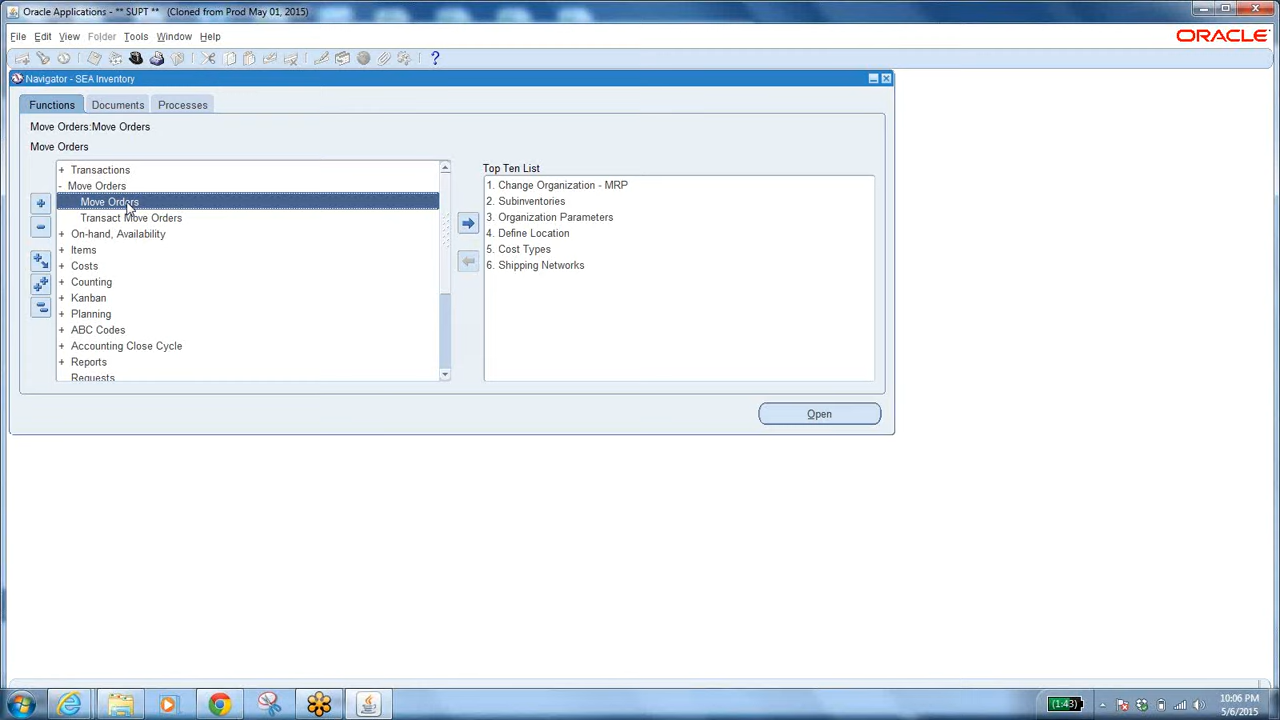 Oracle Applications - ** SUPT **   (Cloned from Prod May 01, 2015)
File Edit View Folder Tools Window Help
ORACLE
Navigator - SEA Inventory
Functions Documents Processes
Move Orders:Move Orders
Move Orders
Top Ten List
+ Transactions
- Move Orders
Move Orders
Transact Move Orders
+ On-hand, Availability
+ Items
+ Costs
+ Counting
+ Kanban
+ Planning
+ ABC Codes
+ Accounting Close Cycle
+ Reports
Requests
1. Change Organization - MRP
2. Subinventories
3. Organization Parameters
4. Define Location
5. Cost Types
6. Shipping Networks
Open
(1:43)
10:06 PM
5/6/2015